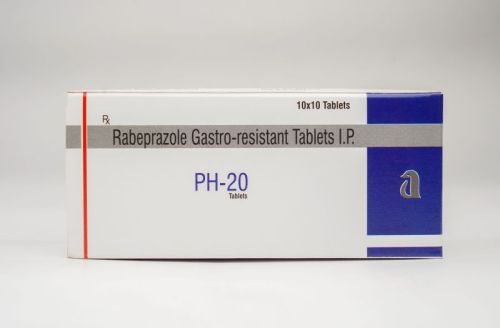 10x10 Tablets
Rx
Rabeprazole Gastro-resistant Tablets I.P.
PH-20
Tablets
a